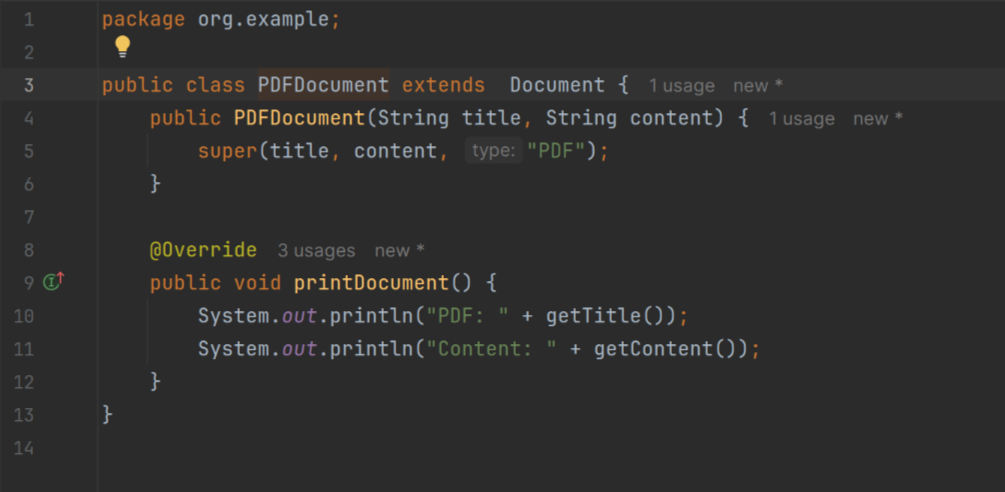 1 package org.example;
2
3 public class PDFDocument extends  Document { 1 usage new *
4     public PDFDocument(String title, String content) { 1 usage new *
5         super(title, content, type: "PDF");
6     }
7
8     @Override 3 usages new *
9     public void printDocument() {
10         System.out.println("PDF: " + getTitle());
11         System.out.println("Content: " + getContent());
12     }
13 }
14